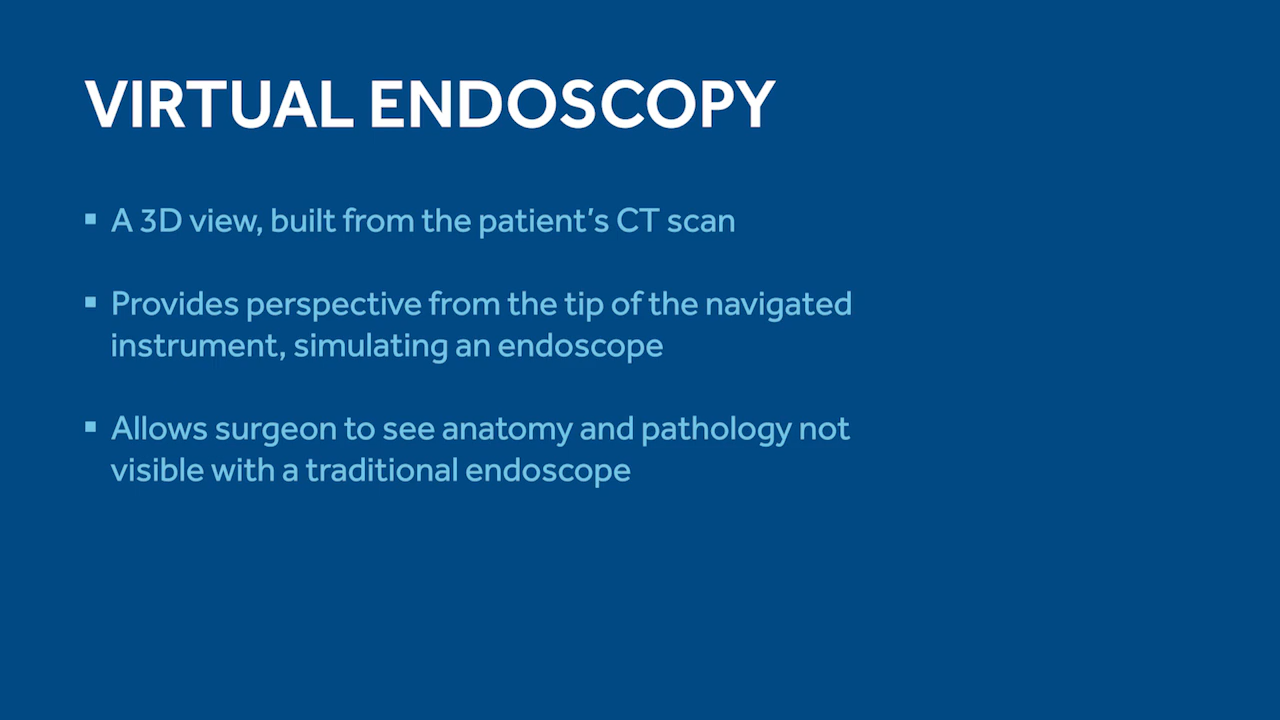 VIRTUAL ENDOSCOPY
▪ A 3D view, built from the patient's CT scan
▪ Provides perspective from the tip of the navigated
instrument, simulating an endoscope
▪ Allows surgeon to see anatomy and pathology not
visible with a traditional endoscope